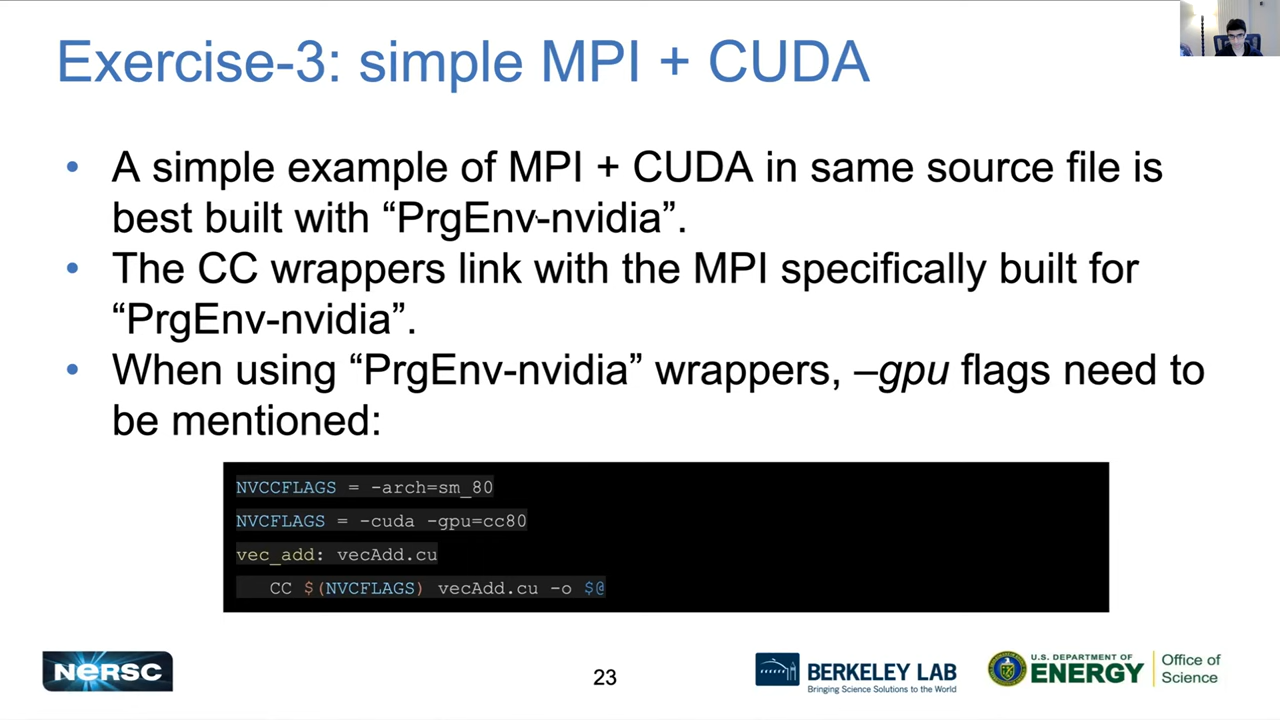 Exercise-3: simple MPI + CUDA
• A simple example of MPI + CUDA in same source file is
best built with “PrgEnv-nvidia”.
• The CC wrappers link with the MPI specifically built for
“PrgEnv-nvidia”.
• When using “PrgEnv-nvidia” wrappers, –gpu flags need to
be mentioned:
NVCCFLAGS = -arch=sm_80
NVCFLAGS = -cuda -gpu=cc80
vec_add: vecAdd.cu
CC $(NVCFLAGS) vecAdd.cu -o $@
NERSC
23
BERKELEY LAB
Bringing Science Solutions to the World
U.S. DEPARTMENT OF
ENERGY
Office of
Science